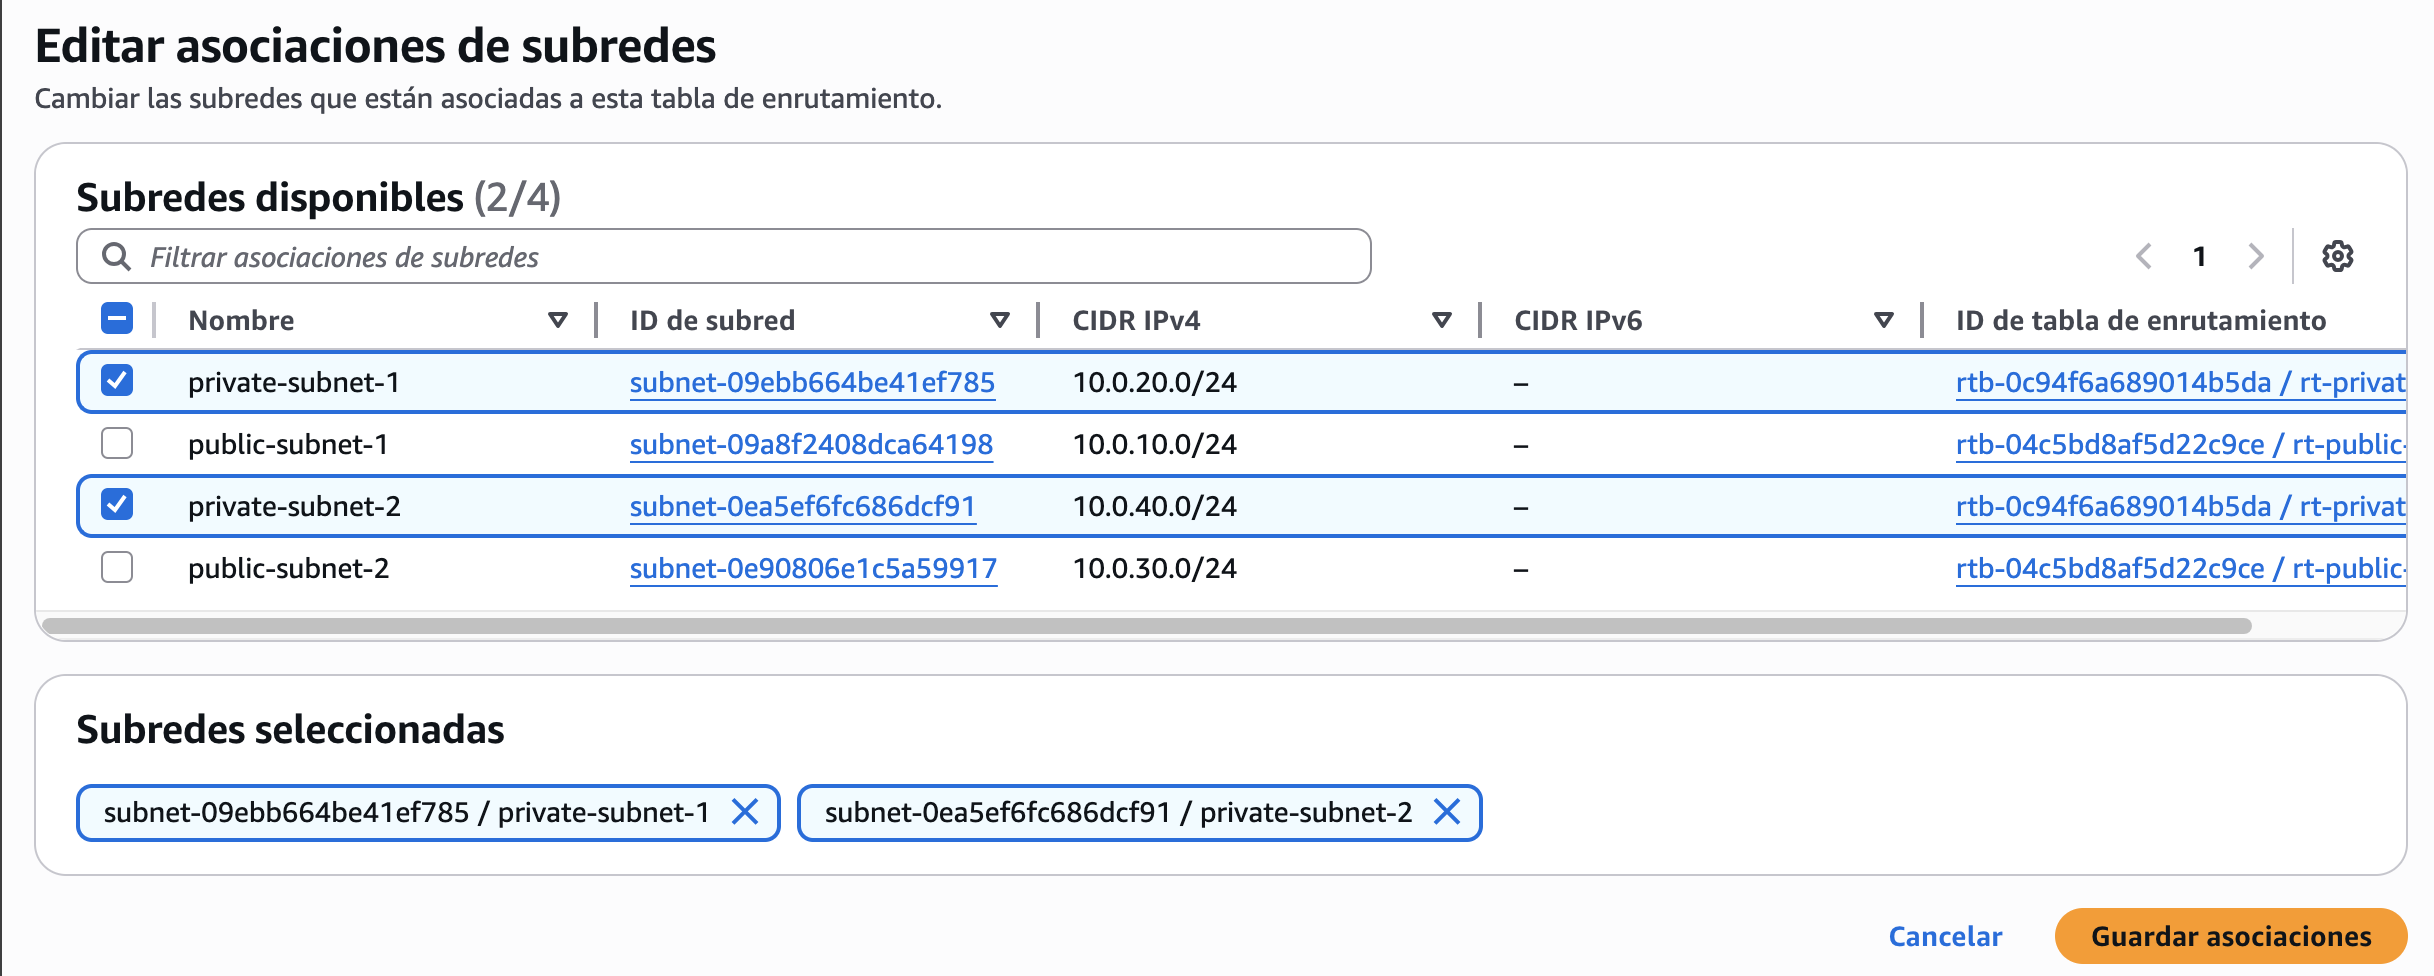 Editar asociaciones de subredes
Cambiar las subredes que están asociadas a esta tabla de enrutamiento.
Subredes disponibles (2/4)
Filtrar asociaciones de subredes
1
Nombre ID de subred CIDR IPv4 CIDR IPv6 ID de tabla de enrutamiento
private-subnet-1 subnet-09ebb664be41ef785 10.0.20.0/24 – rtb-0c94f6a689014b5da / rt-privat
public-subnet-1 subnet-09a8f2408dca64198 10.0.10.0/24 – rtb-04c5bd8af5d22c9ce / rt-public-
private-subnet-2 subnet-0ea5ef6fc686dcf91 10.0.40.0/24 – rtb-0c94f6a689014b5da / rt-privat
public-subnet-2 subnet-0e90806e1c5a59917 10.0.30.0/24 – rtb-04c5bd8af5d22c9ce / rt-public-
Subredes seleccionadas
subnet-09ebb664be41ef785 / private-subnet-1 subnet-0ea5ef6fc686dcf91 / private-subnet-2
Cancelar Guardar asociaciones